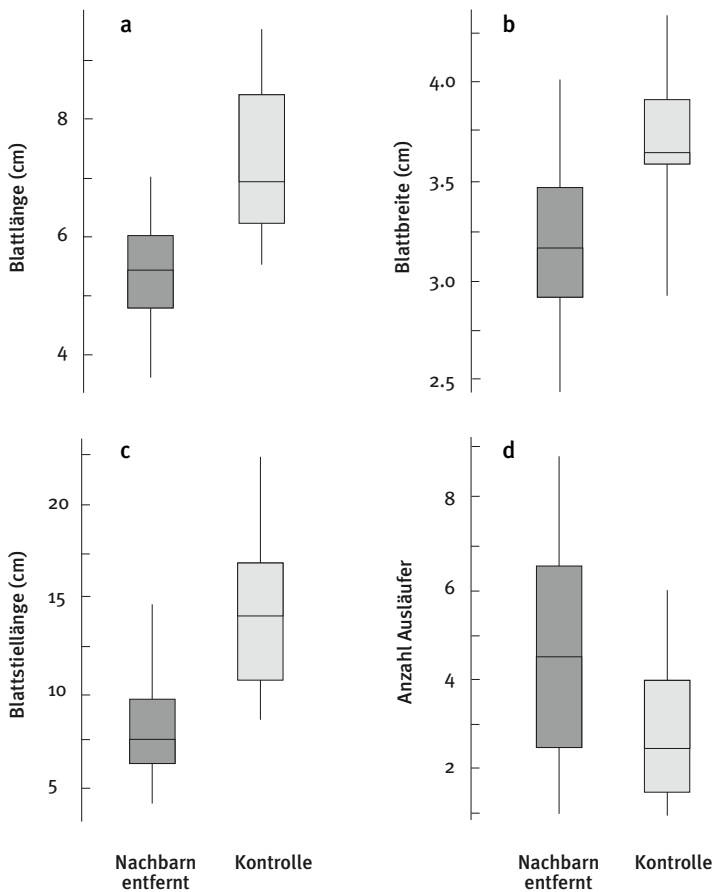 a
Blattlänge (cm)
8
6
4
b
Blattbreite (cm)
4.0
3.5
3.0
2.5
c
Blattstiellänge (cm)
20
15
10
5
d
Anzahl Ausläufer
8
6
4
2
Nachbarn
entfernt
Kontrolle
Nachbarn
entfernt
Kontrolle